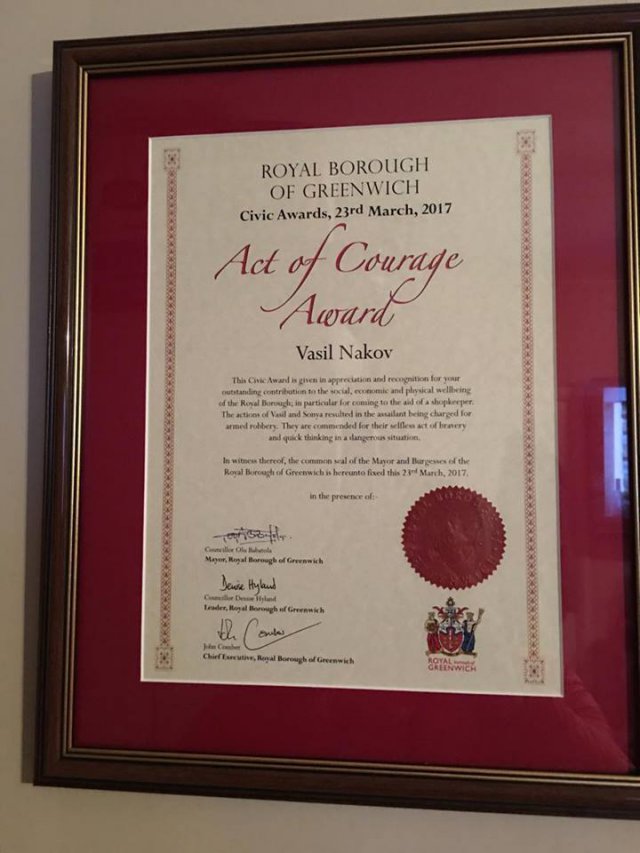 ROYAL BOROUGH
OF GREENWICH
Civic Awards, 23rd March, 2017
Act of Courage
Award
Vasil Nakov
This Civic Award is given in appreciation and recognition for your
outstanding contribution to the social, economic and physical wellbeing
of the Royal Borough; in particular for coming to the aid of a shopkeeper.
The actions of Vasil and Sonya resulted in the assailant being charged for
armed robbery. They are commended for their selfless act of bravery
and quick thinking in a dangerous situation.
In witness thereof, the common seal of the Mayor and Burgesses of the
Royal Borough of Greenwich is hereunto fixed this 23rd March, 2017.
in the presence of:-
Councillor Olu Babatola
Mayor, Royal Borough of Greenwich
Denise Hyland
Councillor Denise Hyland
Leader, Royal Borough of Greenwich
John Comber
Chief Executive, Royal Borough of Greenwich
ROYAL borough of
GREENWICH